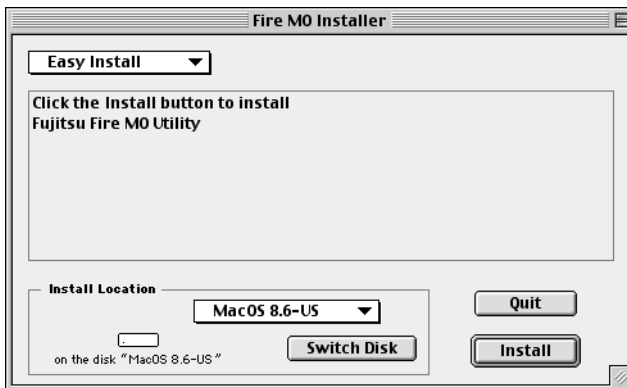 Fire MO Installer
Easy Install
Click the Install button to install
Fujitsu Fire MO Utility
Install Location
MacOS 8.6-US
on the disk "MacOS 8.6-US"
Switch Disk
Quit
Install